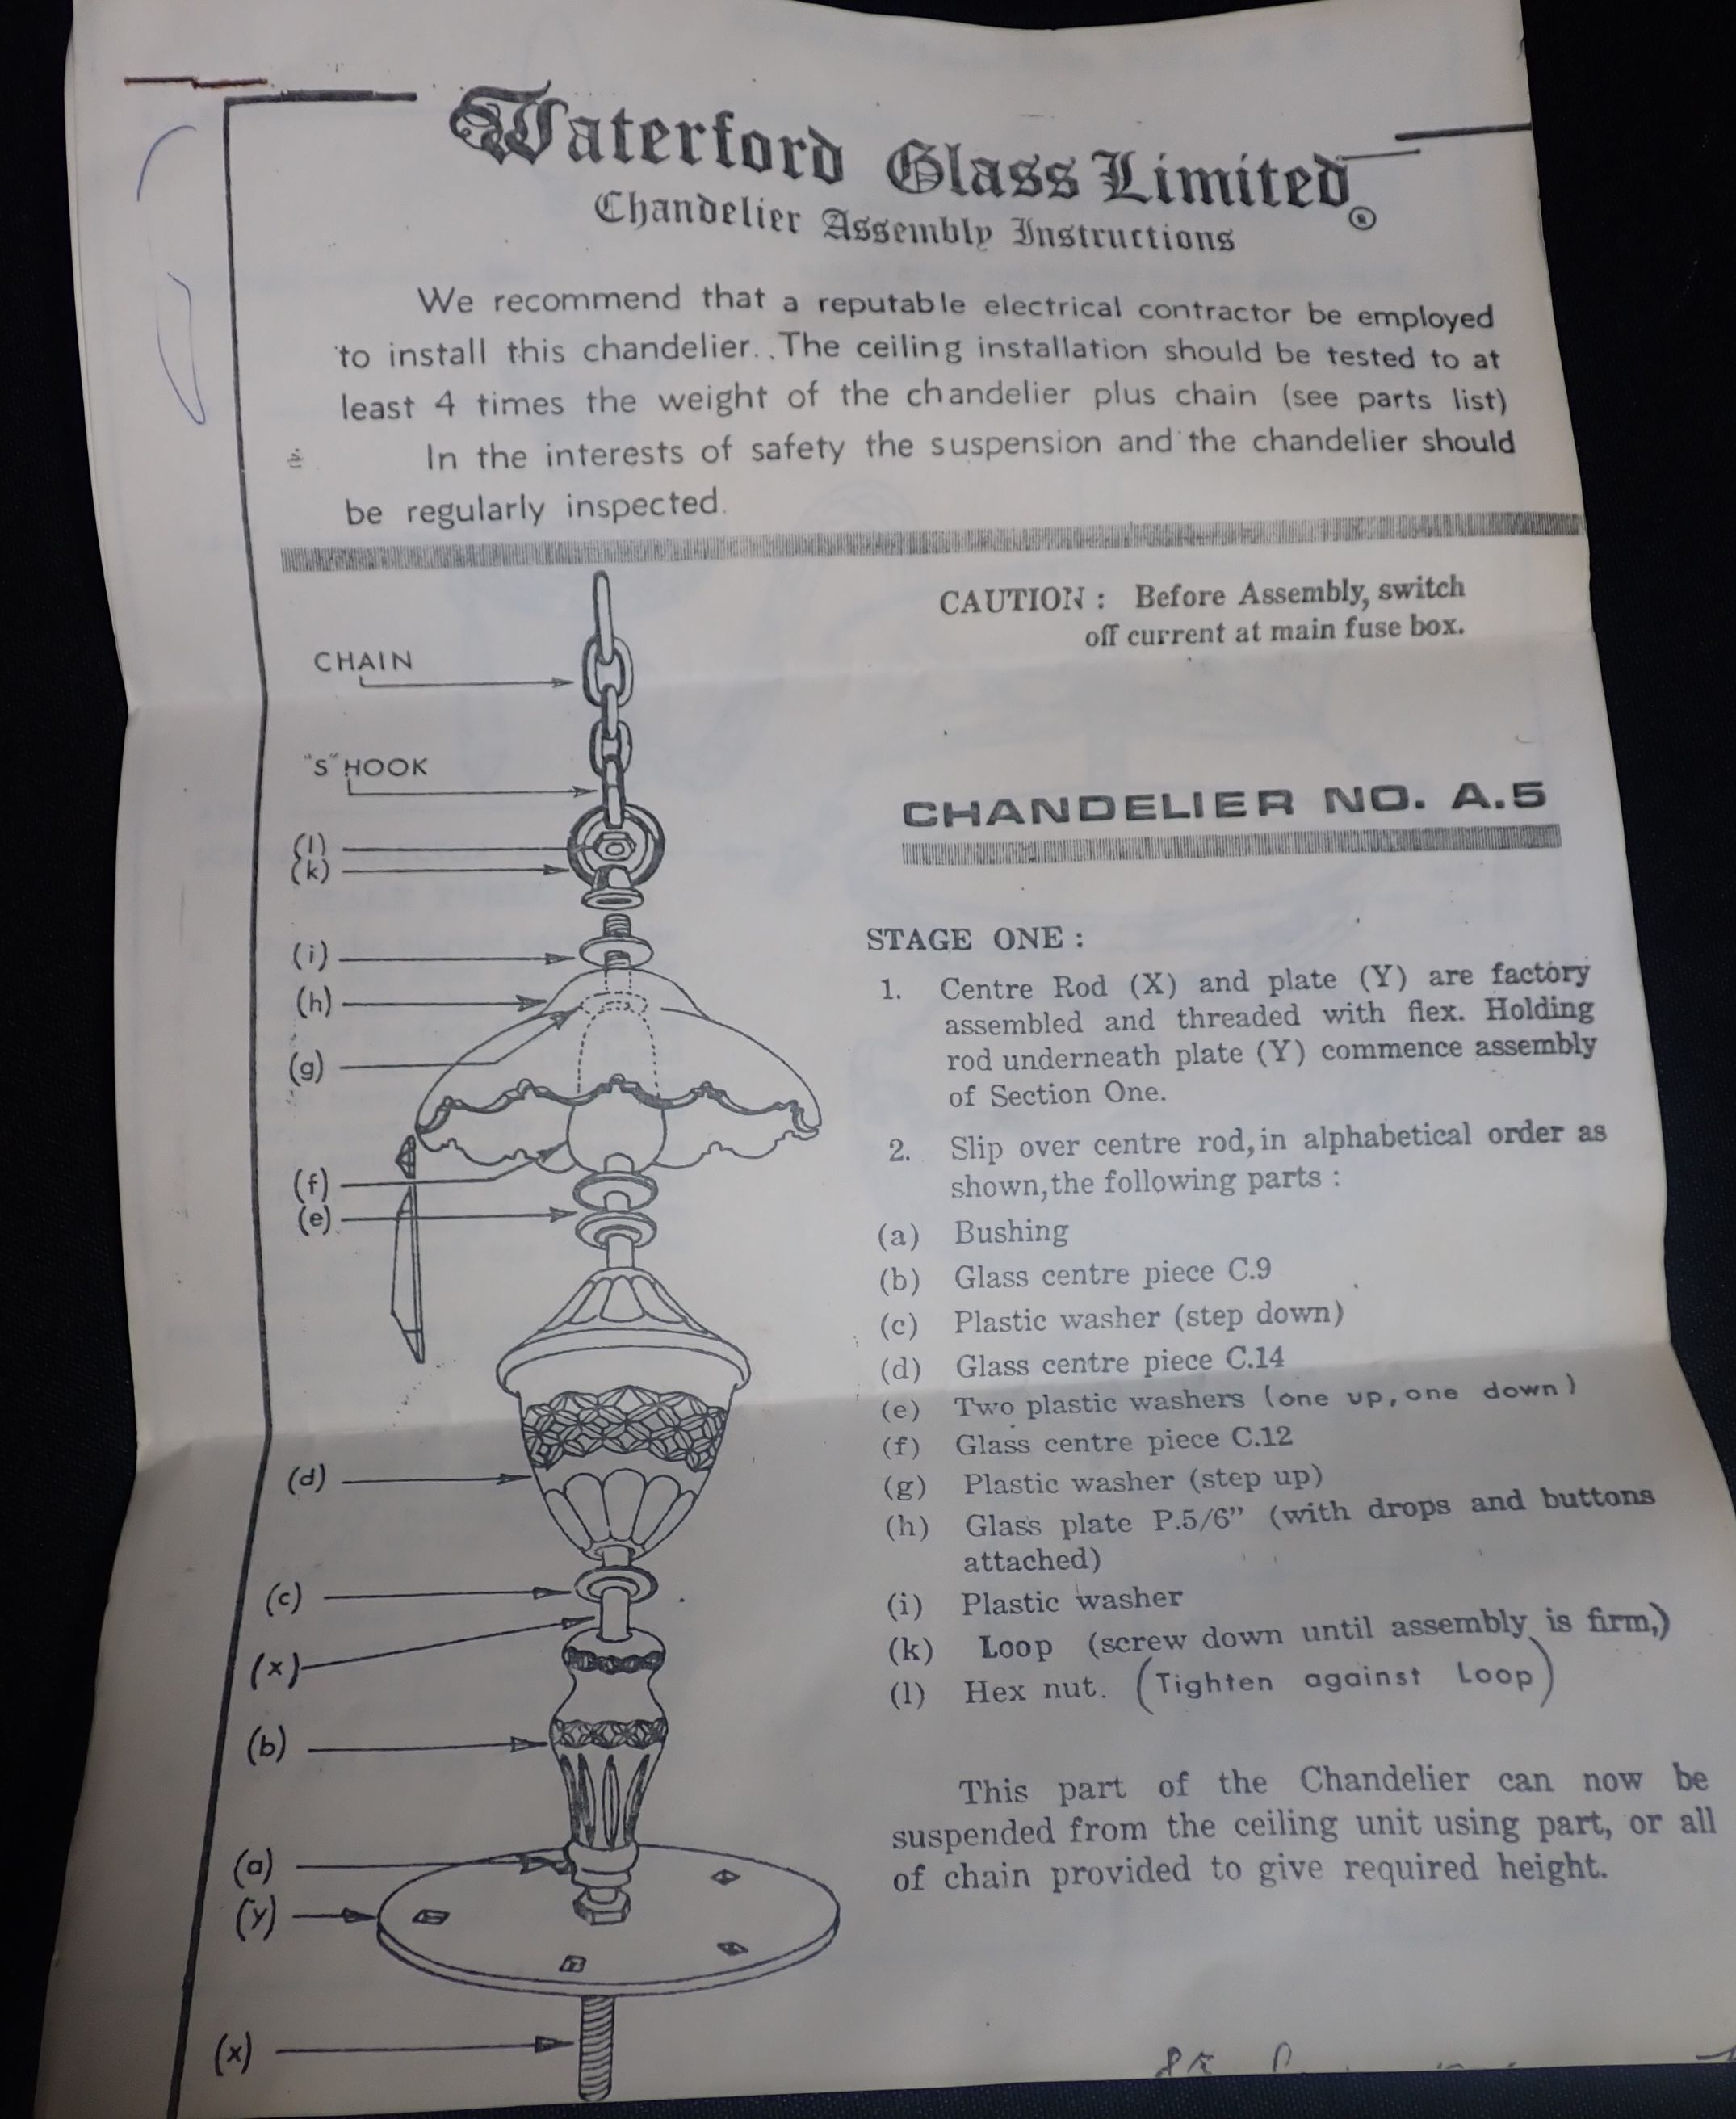 Waterford Glass Limited ®
Chandelier Assembly Instructions
We recommend that a reputable electrical contractor be employed
to install this chandelier. . The ceiling installation should be tested to at
least 4 times the weight of the chandelier plus chain (see parts list)
In the interests of safety the suspension and the chandelier should
be regularly inspected.
CAUTION : Before Assembly, switch
off current at main fuse box.
CHAIN
"S" HOOK
(l)
(k)
(i)
(h)
(g)
(f)
(e)
(d)
(c)
(x)
(b)
(a)
(y)
(x)
CHANDELIER NO. A.5
STAGE ONE :
1. Centre Rod (X) and plate (Y) are factory
assembled and threaded with flex. Holding
rod underneath plate (Y) commence assembly
of Section One.
2. Slip over centre rod, in alphabetical order as
shown, the following parts :
(a) Bushing
(b) Glass centre piece C.9
(c) Plastic washer (step down)
(d) Glass centre piece C.14
(e) Two plastic washers (one up, one down)
(f) Glass centre piece C.12
(g) Plastic washer (step up)
(h) Glass plate P.5/6” (with drops and buttons
attached)
(i) Plastic washer
(k) Loop (screw down until assembly is firm,)
(l) Hex nut. (Tighten against Loop)
This part of the Chandelier can now be
suspended from the ceiling unit using part, or all
of chain provided to give required height.